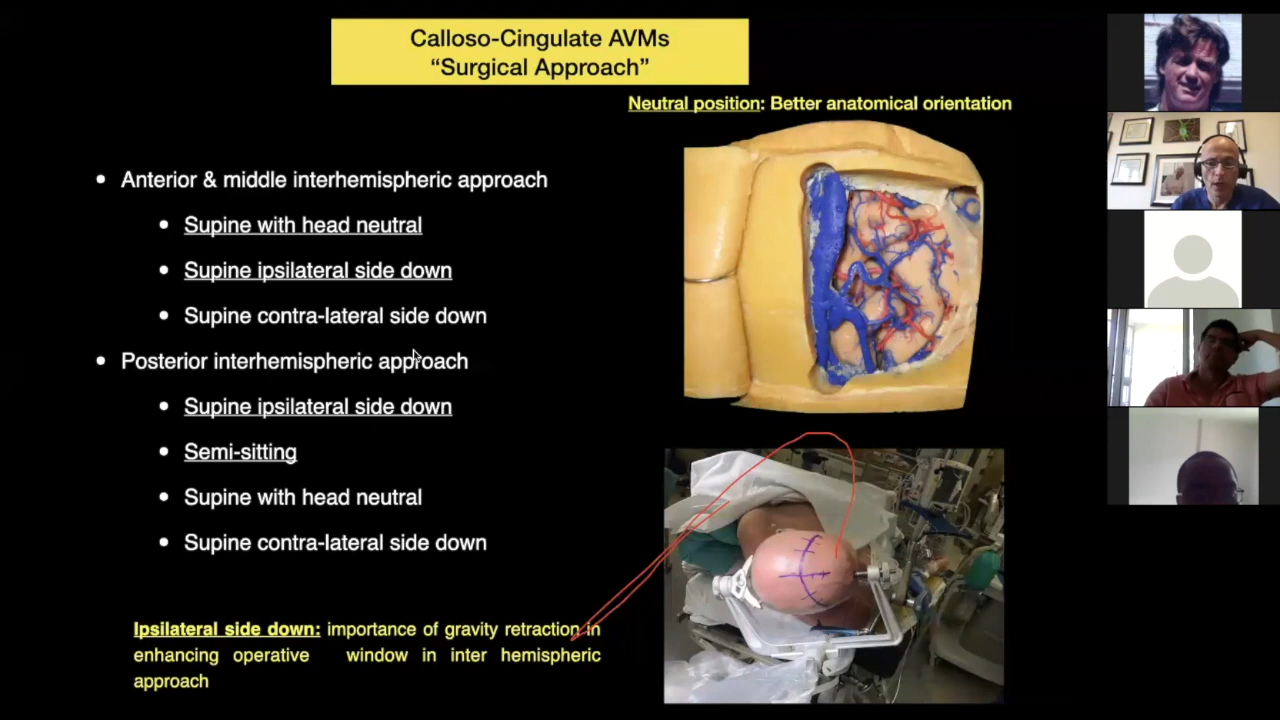 Calloso-Cingulate AVMs
“Surgical Approach”
Neutral position: Better anatomical orientation
Anterior & middle interhemispheric approach
Supine with head neutral
Supine ipsilateral side down
Supine contra-lateral side down
Posterior interhemispheric approach
Supine ipsilateral side down
Semi-sitting
Supine with head neutral
Supine contra-lateral side down
Ipsilateral side down: importance of gravity retraction in
enhancing operative window in inter hemispheric
approach